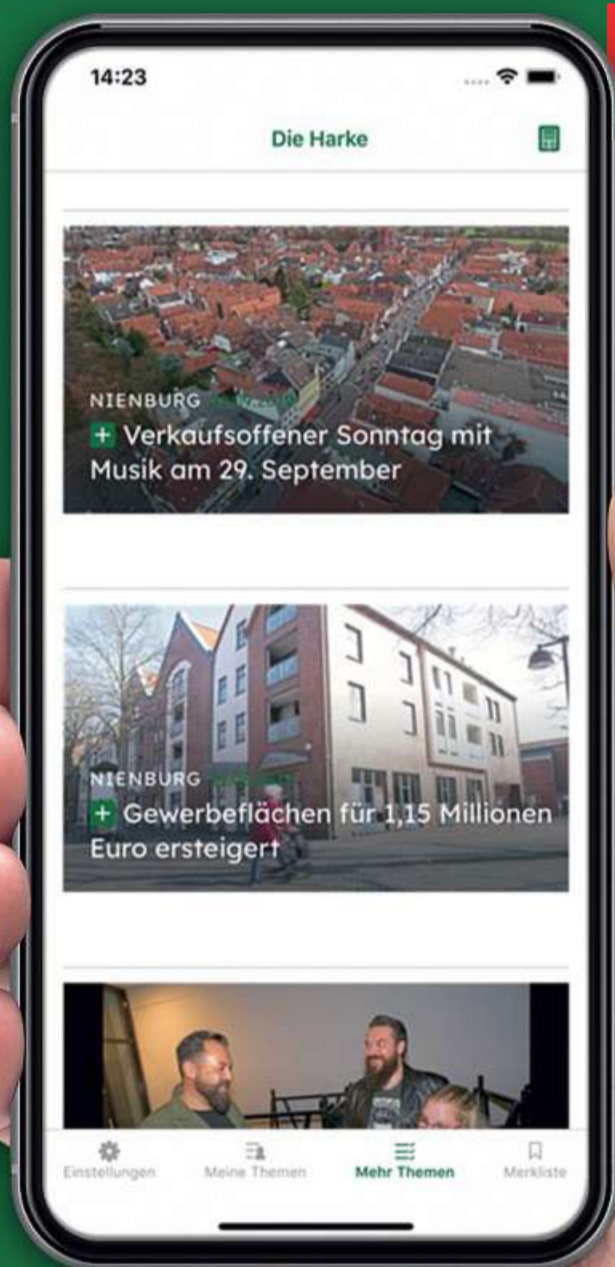 14:23
Die Harke
NIENBURG
+ Verkaufsoffener Sonntag mit
Musik am 29. September
NIENBURG
+ Gewerbeflächen für 1,15 Millionen
Euro ersteigert
Einstellungen
Meine Themen
Mehr Themen
Merkliste